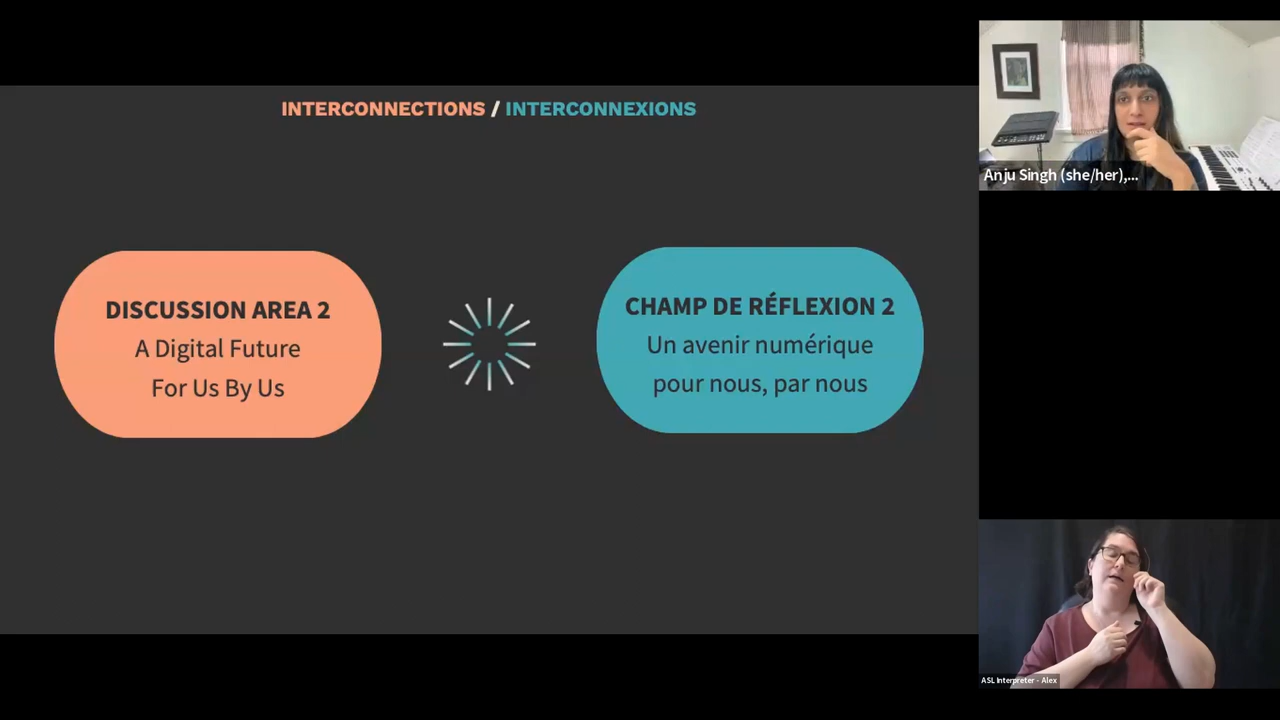 INTERCONNECTIONS / INTERCONNEXIONS
DISCUSSION AREA 2
A Digital Future
For Us By Us
CHAMP DE RÉFLEXION 2
Un avenir numérique
pour nous, par nous
Anju Singh (she/her),...
ASL Interpreter - Alex